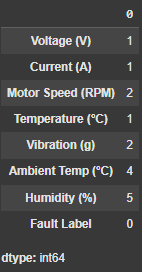 0
Voltage (V) 1
Current (A) 1
Motor Speed (RPM) 2
Temperature (°C) 1
Vibration (g) 2
Ambient Temp (°C) 4
Humidity (%) 5
Fault Label 0
dtype: int64